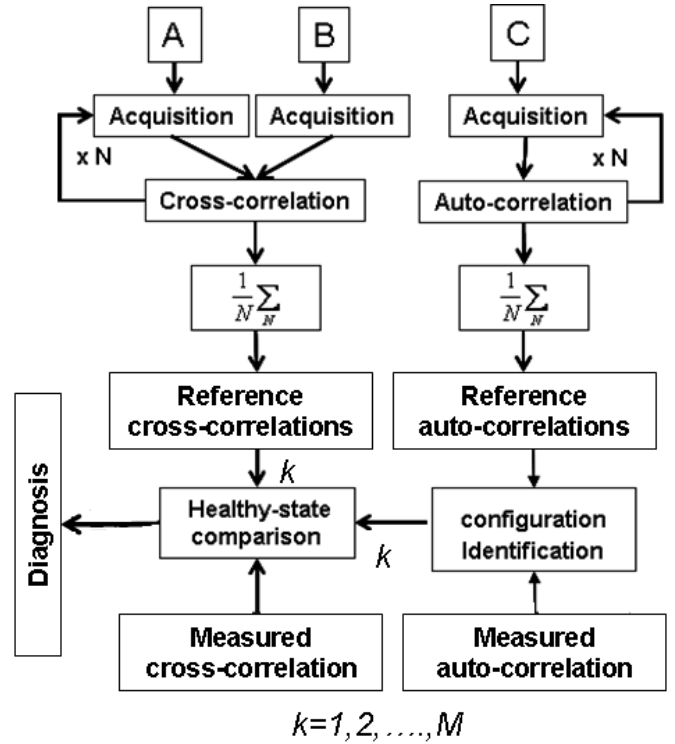 A
B
C
Acquisition
Acquisition
Acquisition
x N
x N
Cross-correlation
Auto-correlation
1/N ∑ N
1/N ∑ N
Reference
cross-correlations
Reference
auto-correlations
k
Diagnosis
Healthy-state
comparison
configuration
Identification
k
Measured
cross-correlation
Measured
auto-correlation
k=1,2,....,M